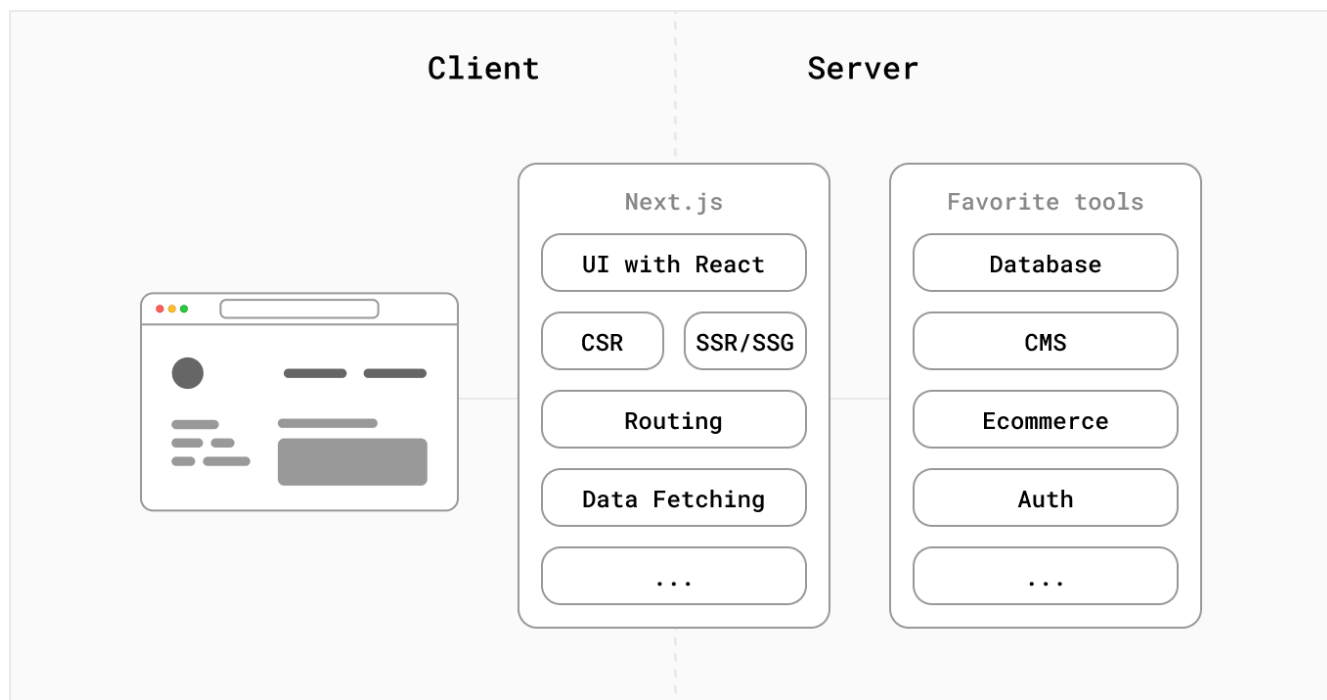 Client
Server
Next.js
UI with React
CSR
SSR/SSG
Routing
Data Fetching
...
Favorite tools
Database
CMS
Ecommerce
Auth
...